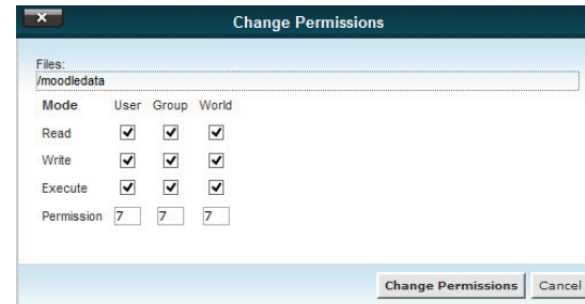 Change Permissions
Files:
/moodledata
Mode User Group World
Read
Write
Execute
Permission 7 7 7
Change Permissions Cancel